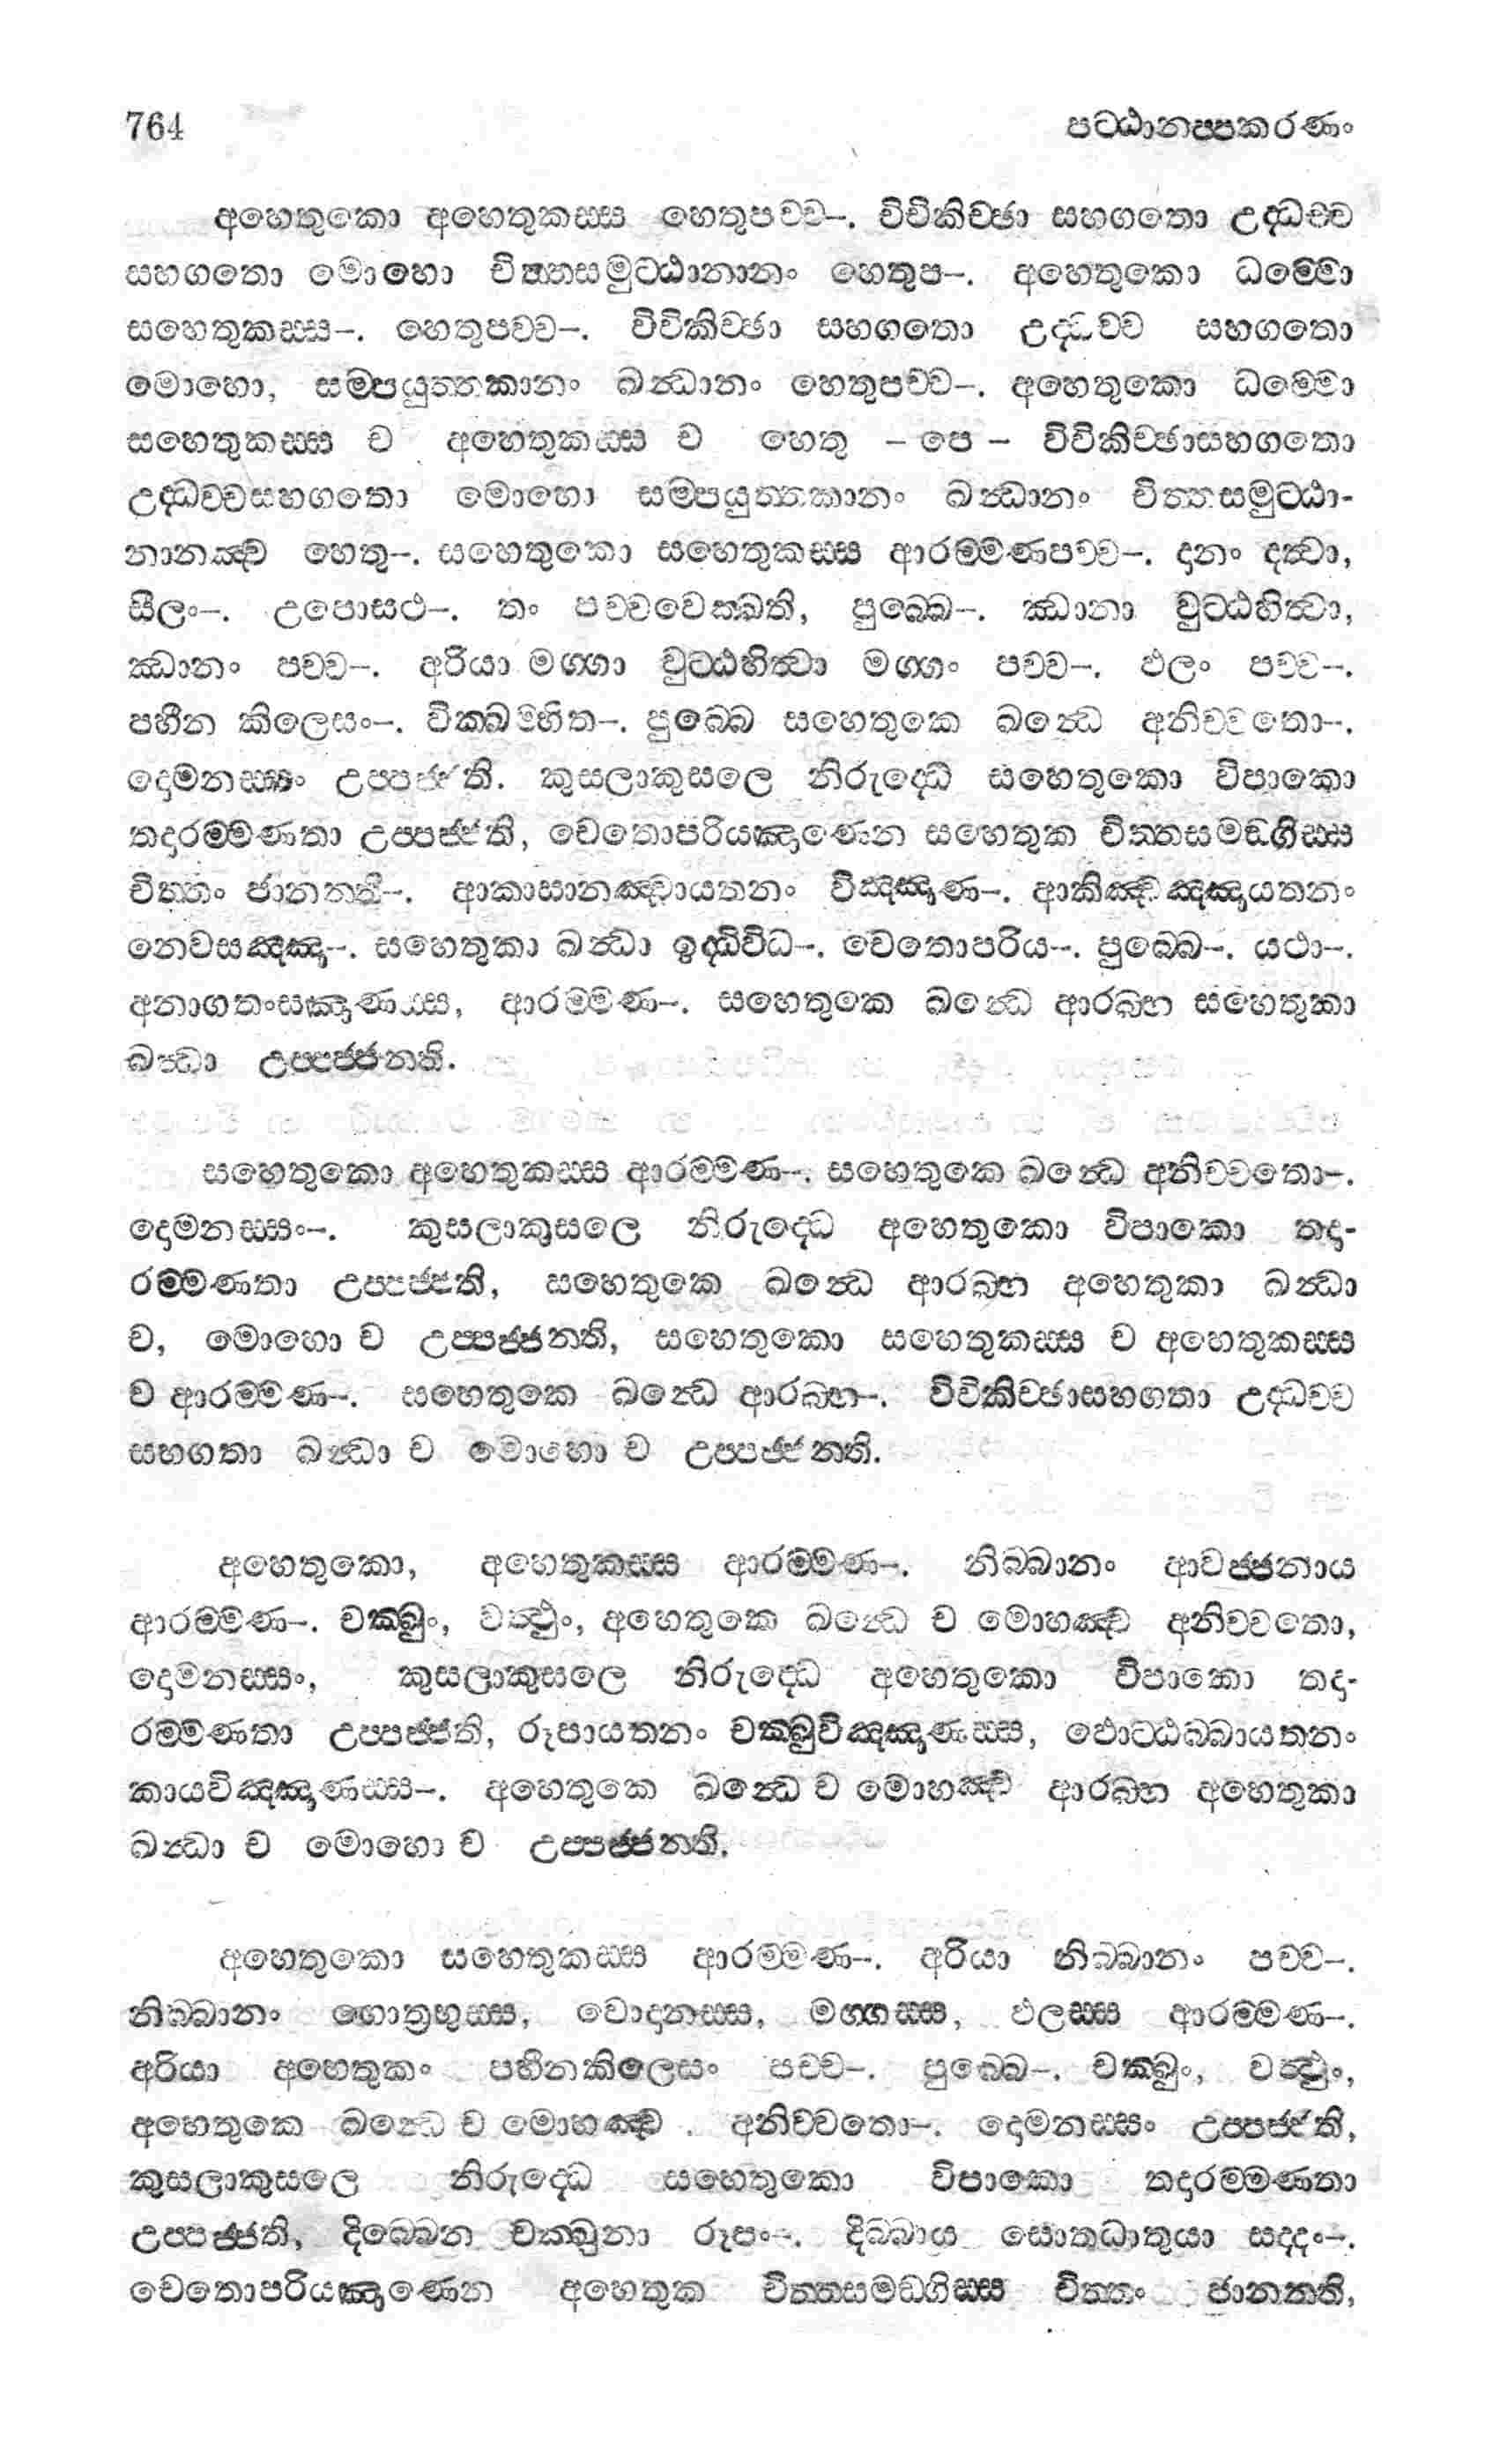 764 පට්ඨානප්පකරණං
අහෙතුකො අහෙතුකස්ස හෙතුපච්ච–. විචිකිච්ඡා සහගතො උද්ධච්ච
සහගතො මොහො චිත්තසමුට්ඨානානං හෙතුප–. අහෙතුකො ධම්මො
සහෙතුකස්ස–. හෙතුපච්ච–. විචිකිච්ඡා සහගතො උද්ධච්ච සහගතො
මොහො, සම්පයුත්තකානං ඛන්ධානං හෙතුපච්ච–. අහෙතුකො ධම්මො
සහෙතුකස්ස ච අහෙතුකස්ස ච හෙතු – පෙ – විචිකිච්ඡාසහගතො
උද්ධච්චසහගතො මොහො සම්පයුත්තකානං ඛන්ධානං චිත්තසමුට්ඨා-
නානඤ්ච හෙතු–. සහෙතුකො සහෙතුකස්ස ආරම්මණපච්ච–. දානං දත්වා,
සීලං–. උපොසථ–. තං පච්චවෙක්ඛති, පුබ්බෙ–. ඣානා වුට්ඨහිත්වා,
ඣානං පච්ච–. අරියා මග්ගා වුට්ඨහිත්වා මග්ගං පච්ච–. ඵලං පච්ච–.
පහීන කිලෙසං–. වික්ඛම්භිත–. පුබ්බෙ සහෙතුකෙ ඛන්ධෙ අනිච්චතො–.
දොමනස්සං උප්පජ්ජති. කුසලාකුසලෙ නිරුද්ධෙ සහෙතුකො විපාකො
තදාරම්මණතා උප්පජ්ජති, චෙතොපරියඤාණෙන සහෙතුක චිත්තසමඞ්ගිස්ස
චිත්තං ජානන්ති–. ආකාසානඤ්චායතනං විඤ්ඤාණ–. ආකිඤ්චඤ්ඤායතනං
නෙවසඤ්ඤා–. සහෙතුකා ඛන්ධා ඉද්ධිවිධ–. චෙතොපරිය–. පුබ්බෙ–. යථා–.
අනාගතංසඤාණස්ස, ආරම්මණ–. සහෙතුකෙ ඛන්ධෙ ආරබ්භ සහෙතුකා
ඛන්ධා උප්පජ්ජන්ති.
සහෙතුකො අහෙතුකස්ස ආරම්මණ–. සහෙතුකෙ ඛන්ධෙ අනිච්චතො–.
දොමනස්සං–. කුසලාකුසලෙ නිරුද්ධෙ අහෙතුකො විපාකො තදා-
රම්මණතා උප්පජ්ජති, සහෙතුකෙ ඛන්ධෙ ආරබ්භ අහෙතුකා ඛන්ධා
ච, මොහො ච උප්පජ්ජන්ති, සහෙතුකො සහෙතුකස්ස ච අහෙතුකස්ස
ච ආරම්මණ–. සහෙතුකෙ ඛන්ධෙ ආරබ්භ–. විචිකිච්ඡාසහගතා උද්ධච්ච
සහගතා ඛන්ධා ච මොහො ච උප්පජ්ජන්ති.
අහෙතුකො, අහෙතුකස්ස ආරම්මණ–. නිබ්බානං ආවජ්ජනාය
ආරම්මණ–. චක්ඛුං, වත්ථුං, අහෙතුකෙ ඛන්ධෙ ච මොහඤ්ච අනිච්චතො,
දොමනස්සං, කුසලාකුසලෙ නිරුද්ධෙ අහෙතුකො විපාකො තදා-
රම්මණතා උප්පජ්ජති, රූපායතනං චක්ඛුවිඤ්ඤාණස්ස, ඵොට්ඨබ්බායතනං
කායවිඤ්ඤාණස්ස–. අහෙතුකෙ ඛන්ධෙ ච මොහඤ්ච ආරබ්භ අහෙතුකා
ඛන්ධා ච මොහො ච උප්පජ්ජන්ති.
අහෙතුකො සහෙතුකස්ස ආරම්මණ–. අරියා නිබ්බානං පච්ච–.
නිබ්බානං ගොත්‍රභුස්ස, වොදානස්ස, මග්ගස්ස, ඵලස්ස ආරම්මණ–.
අරියා අහෙතුකං පහීනකිලෙසං පච්ච–. පුබ්බෙ–. චක්ඛුං, වත්ථුං,
අහෙතුකෙ ඛන්ධෙ ච මොහඤ්ච අනිච්චතො–. දොමනස්සං උප්පජ්ජති,
කුසලාකුසලෙ නිරුද්ධෙ සහෙතුකො විපාකො තදාරම්මණතා
උප්පජ්ජති, දිබ්බෙන චක්ඛුනා රූපං–. දිබ්බාය සොතධාතුයා සද්දං–.
චෙතොපරියඤාණෙන අහෙතුක චිත්තසමඞ්ගිස්ස චිත්තං ජානන්ති,